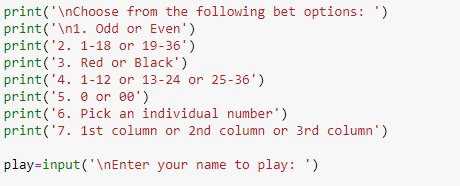 print('\nChoose from the following bet options: ')
print('\n1. Odd or Even')
print('2. 1-18 or 19-36')
print('3. Red or Black')
print('4. 1-12 or 13-24 or 25-36')
print('5. 0 or 00')
print('6. Pick an individual number')
print('7. 1st column or 2nd column or 3rd column')
play=input('\nEnter your name to play: ')